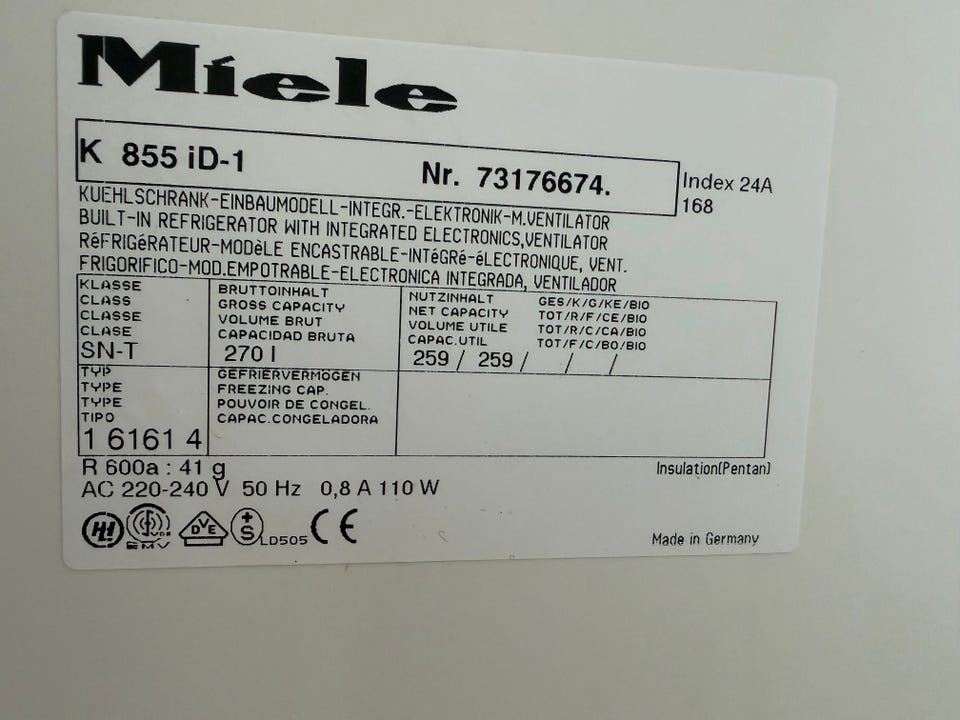 Miele
K 855 iD-1 Nr. 73176674.
Index 24A
168
KUEHLSCHRANK-EINBAUMODELL-INTEGR.-ELEKTRONIK-M.VENTILATOR
BUILT-IN REFRIGERATOR WITH INTEGRATED ELECTRONICS,VENTILATOR
RéFRIGéRATEUR-MODèLE ENCASTRABLE-INTéGRé-éLECTRONIQUE, VENT.
FRIGORIFICO-MOD.EMPOTRABLE-ELECTRONICA INTEGRADA, VENTILADOR
KLASSE BRUTTOINHALT NUTZINHALT GES/K/G/KE/BIO
CLASS GROSS CAPACITY NET CAPACITY TOT/R/F/CE/BIO
CLASSE VOLUME BRUT VOLUME UTILE TOT/R/C/CA/BIO
CLASE CAPACIDAD BRUTA CAPAC.UTIL TOT/F/C/BO/BIO
SN-T 270 l 259 / 259 / / /
TYP GEFRIERVERMÖGEN
TYPE FREEZING CAP.
TYPE POUVOIR DE CONGEL.
TIPO CAPAC.CONGELADORA
1 6161 4
R 600a : 41 g Insulation(Pentan)
AC 220-240 V 50 Hz 0,8 A 110 W
H! VDE EMV DVE +S LD505 CE Made in Germany